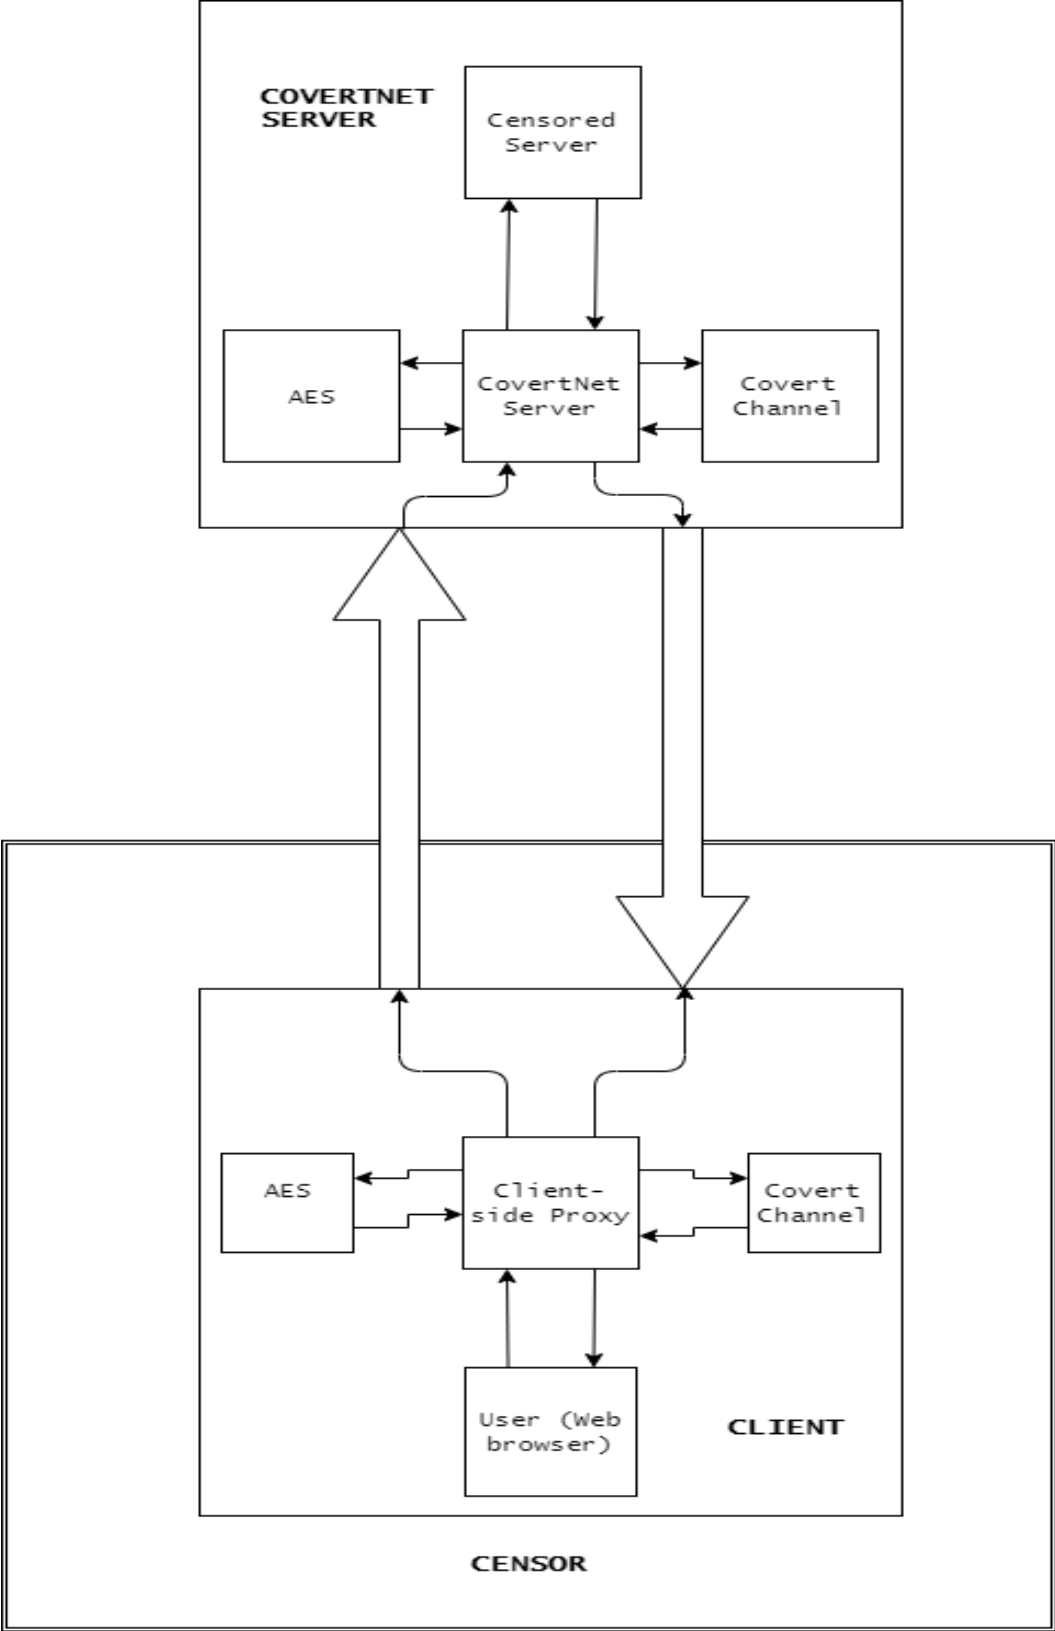 COVERTNET
SERVER
Censored
Server
AES
CovertNet
Server
Covert
Channel
AES
Client-
side Proxy
Covert
Channel
User (Web
browser)
CLIENT
CENSOR